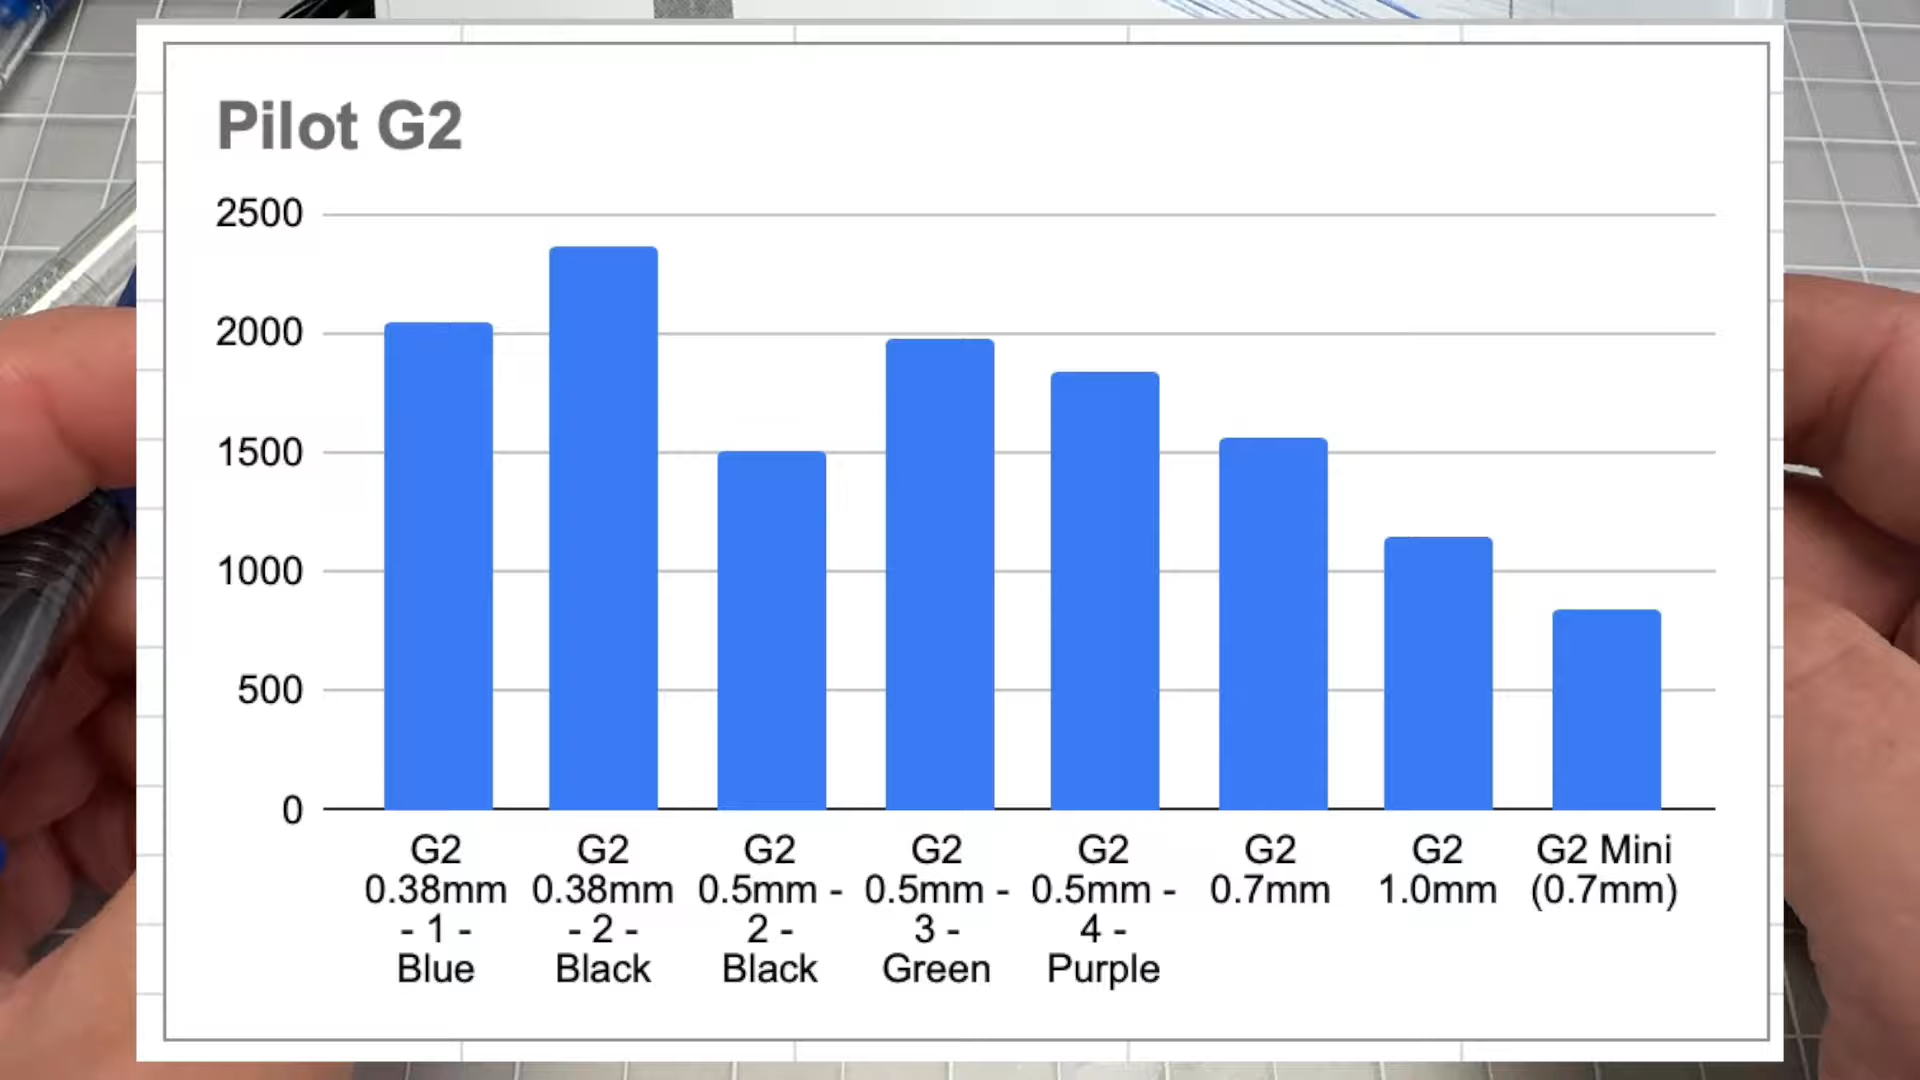 Pilot G2
2500
2000
1500
1000
500
0
G2
0.38mm
- 1 -
Blue
G2
0.38mm
- 2 -
Black
G2
0.5mm -
2 -
Black
G2
0.5mm -
3 -
Green
G2
0.5mm -
4 -
Purple
G2
0.7mm
G2
1.0mm
G2 Mini
(0.7mm)